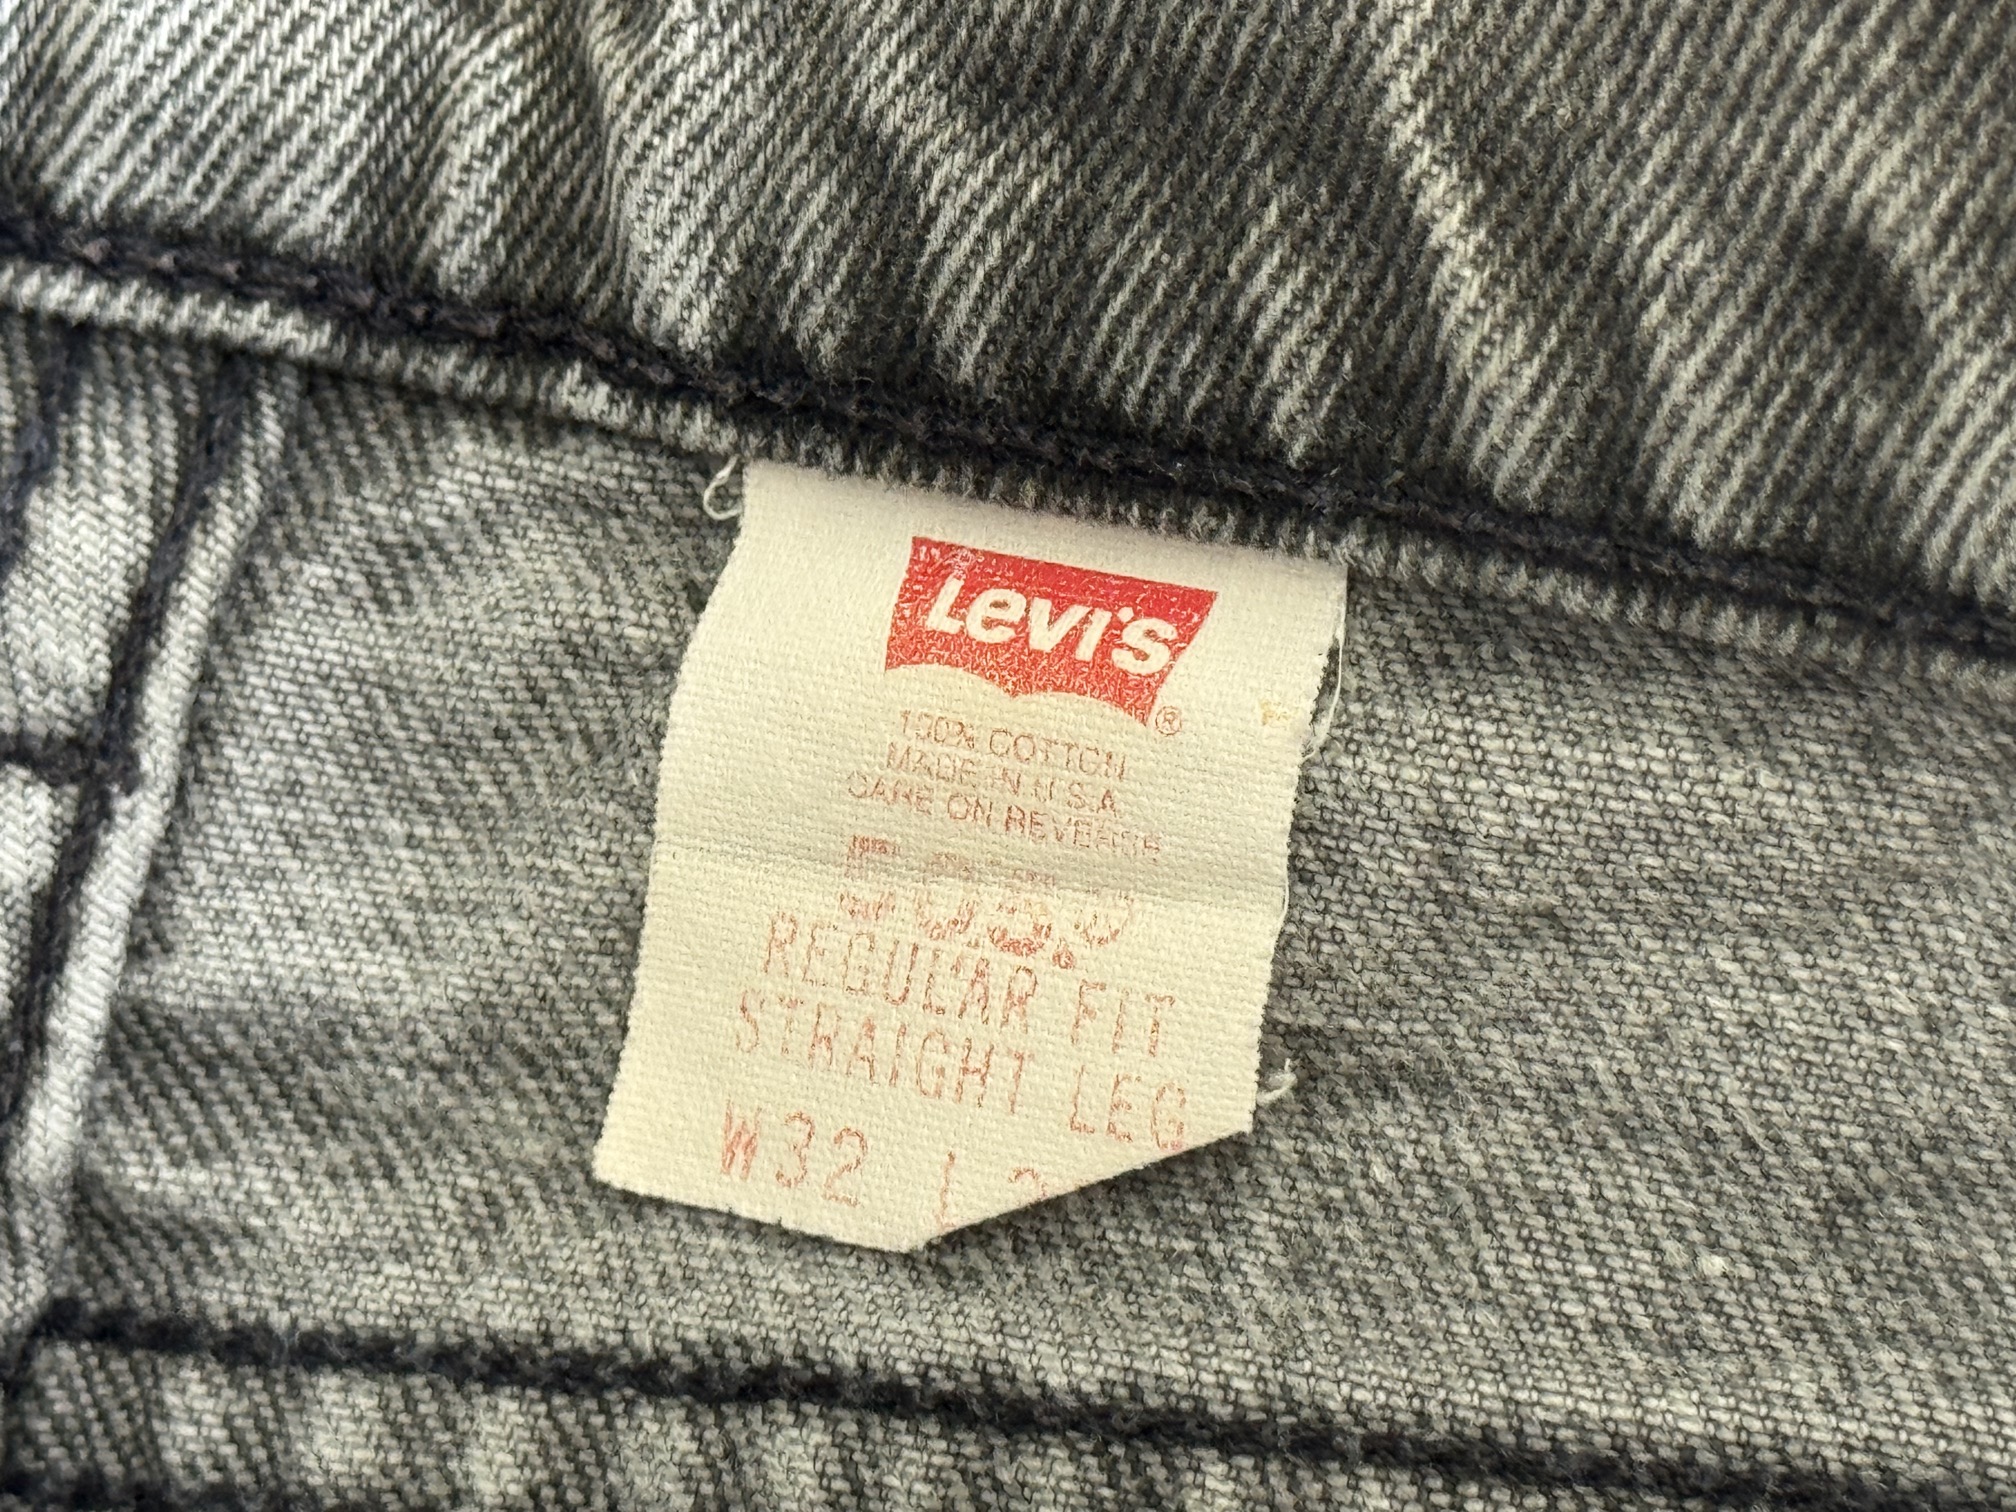 Levi's ®
100% COTTON
MADE IN U.S.A.
CARE ON REVERSE
REGULAR FIT
STRAIGHT LEG
W32 L